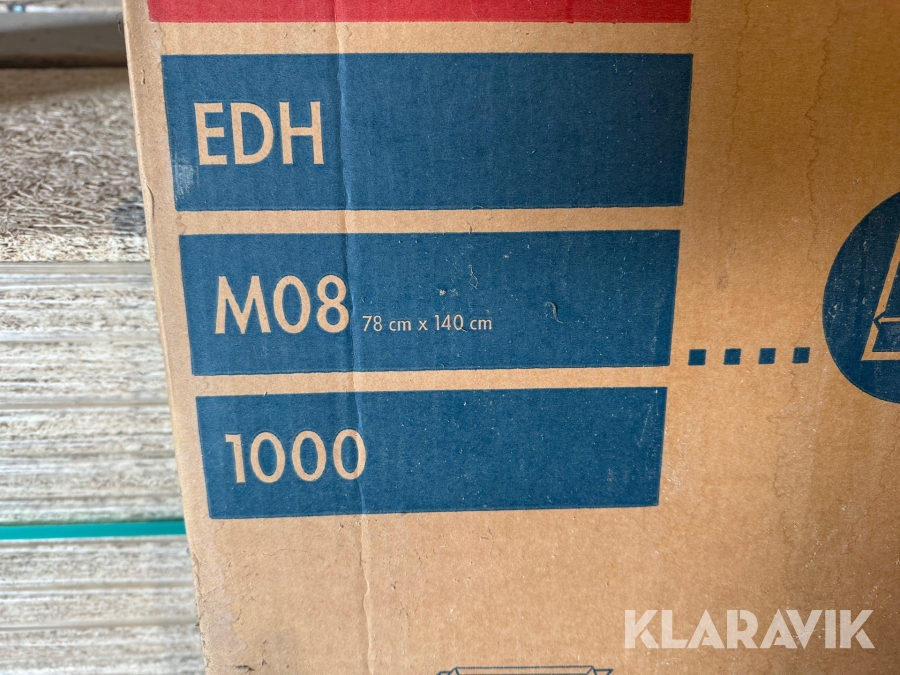 EDH
M08 78 cm x 140 cm
1000
KLARAVIK